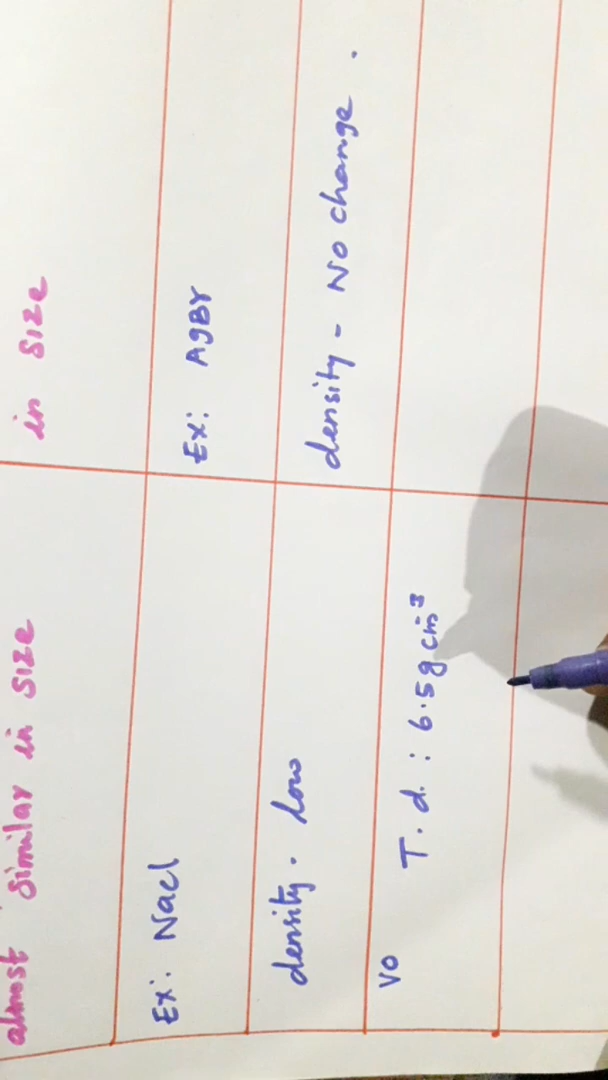 almost similar in size
in size
Ex: Nacl
Ex: AgBr
density. Low
density - No change.
VO
T.d. : 6.5g cm⁻³